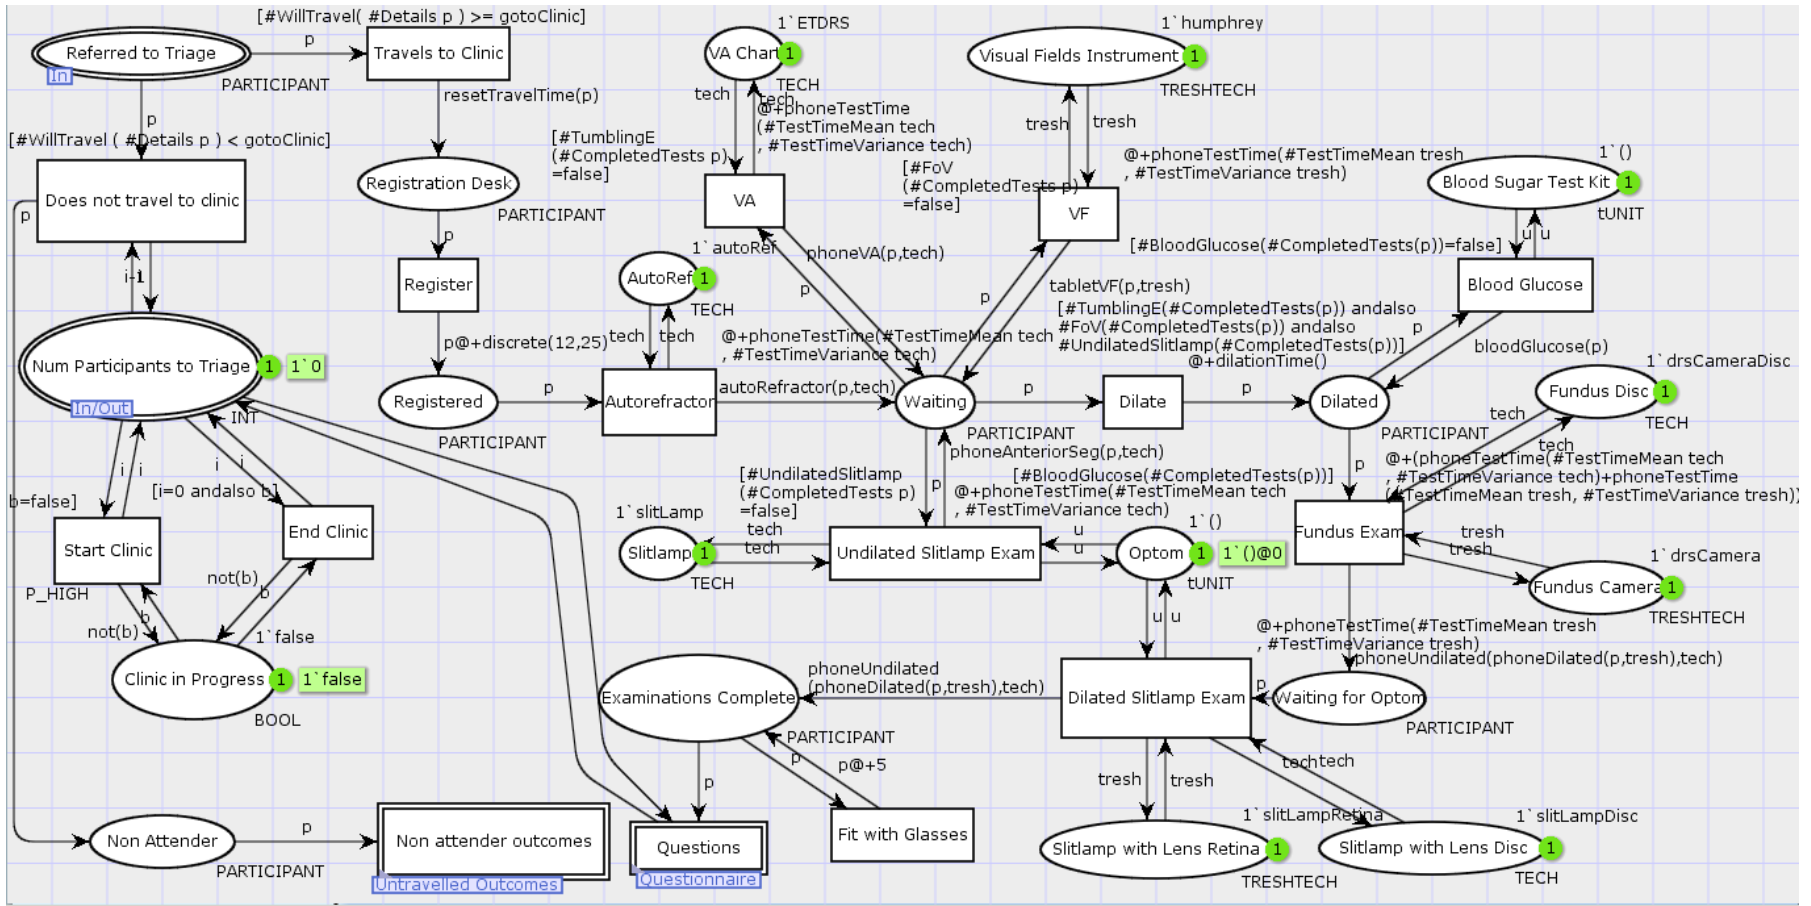 [#WillTravel( #Details p ) >= gotoClinic]
Referred to Triage
In
PARTICIPANT
p
Travels to Clinic
p
[#WillTravel ( #Details p ) < gotoClinic]
Does not travel to clinic
p
i-1
Num Participants to Triage
1
1`0
In/Out
INT
i
i
i
i
b=false]
[i=0 andalso b]
Start Clinic
P_HIGH
End Clinic
not(b)
b
not(b)
b
1`false
Clinic in Progress
1
1`false
BOOL
Non Attender
PARTICIPANT
p
Non attender outcomes
Untravelled Outcomes
resetTravelTime(p)
Registration Desk
PARTICIPANT
p
Register
p@+discrete(12,25)
Registered
PARTICIPANT
p
1`autoRef
AutoRef
1
TECH
tech
tech
Autorefractor
autoRefractor(p,tech)
@+phoneTestTime(#TestTimeMean tech
, #TestTimeVariance tech)
1`ETDRS
VA Chart
1
TECH
tech
tech
@+phoneTestTime
(#TestTimeMean tech
, #TestTimeVariance tech)
[#TumblingE
(#CompletedTests p)
=false]
VA
phoneVA(p,tech)
p
1`humphrey
Visual Fields Instrument
1
TRESHTECH
tresh
tresh
[#FoV
(#CompletedTests p)
=false]
@+phoneTestTime(#TestTimeMean tresh
, #TestTimeVariance tresh)
VF
p
tabletVF(p,tresh)
1`()
Blood Sugar Test Kit
1
tUNIT
u
u
[#BloodGlucose(#CompletedTests(p))=false]
Blood Glucose
p
bloodGlucose(p)
[#TumblingE(#CompletedTests(p)) andalso
#FoV(#CompletedTests(p)) andalso
#UndilatedSlitlamp(#CompletedTests(p))]
@+dilationTime()
Waiting
PARTICIPANT
p
Dilate
p
Dilated
PARTICIPANT
p
1`drsCameraDisc
Fundus Disc
1
TECH
tech
tech
@+(phoneTestTime(#TestTimeMean tech
, #TestTimeVariance tech)+phoneTestTime
(#TestTimeMean tresh, #TestTimeVariance tresh))
[#BloodGlucose(#CompletedTests(p))]
Fundus Exam
tresh
tresh
1`drsCamera
Fundus Camera
1
TRESHTECH
phoneAnteriorSeg(p,tech)
p
[#UndilatedSlitlamp
(#CompletedTests p)
=false]
@+phoneTestTime(#TestTimeMean tech
, #TestTimeVariance tech)
1`slitLamp
Slitlamp
1
TECH
tech
tech
Undilated Slitlamp Exam
u
u
1`()
Optom
1
1`()@0
tUNIT
u
u
@+phoneTestTime(#TestTimeMean tresh
, #TestTimeVariance tresh)
phoneUndilated(phoneDilated(p,tresh),tech)
Waiting for Optom
PARTICIPANT
p
Dilated Slitlamp Exam
phoneUndilated
(phoneDilated(p,tresh),tech)
Examinations Complete
PARTICIPANT
p
p
p@+5
Fit with Glasses
Questions
Questionnaire
tresh
tresh
tech
tech
1`slitLampRetina
Slitlamp with Lens Retina
1
TRESHTECH
1`slitLampDisc
Slitlamp with Lens Disc
1
TECH